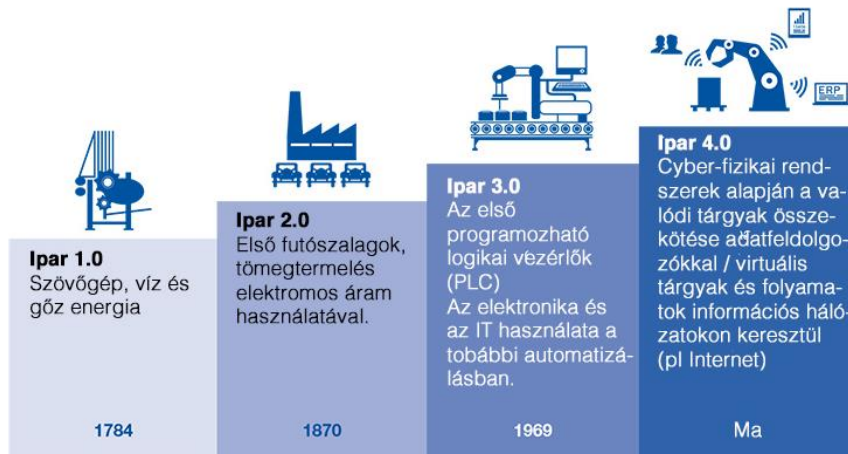 ERP
Ipar 1.0
Szövőgép, víz és
gőz energia
1784
Ipar 2.0
Első futószalagok,
tömegtermelés
elektromos áram
használatával.
1870
Ipar 3.0
Az első
programozható
logikai vezérlők
(PLC)
Az elektronika és
az IT használata a
tobábbi automatizá-
lásban.
1969
Ipar 4.0
Cyber-fizikai rend-
szerek alapján a va-
lódi tárgyak össze-
kötése adatfeldolgo-
zókkal / virtuális
tárgyak és folyama-
tok információs háló-
zatokon keresztül
(pl Internet)
Ma